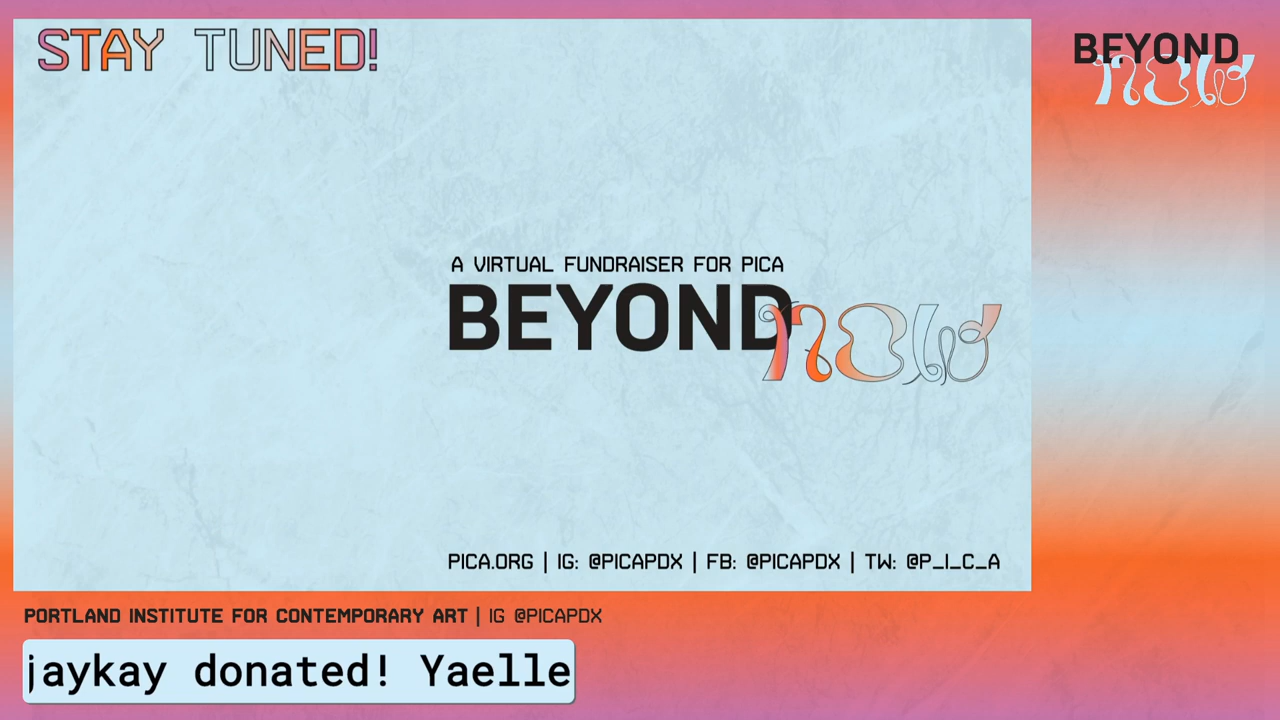 STAY TUNED!
BEYOND
now
A VIRTUAL FUNDRAISER FOR PICA
BEYOND now
PICA.ORG | IG: @PICAPDX | FB: @PICAPDX | TW: @P_I_C_A
PORTLAND INSTITUTE FOR CONTEMPORARY ART | IG @PICAPDX
jaykay donated! Yaelle